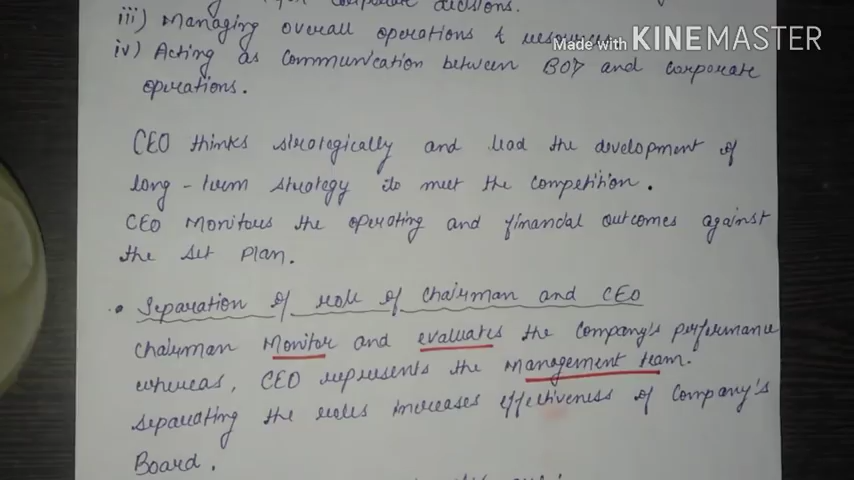 corporate decisions.
iii) Managing overall operations & resources
Made with KINEMASTER
iv) Acting as communication between BOD and corporate
operations.
CEO thinks strategically and lead the development of
long-term strategy to meet the competition.
CEO Monitors the operating and financial outcomes against
the set plan.
• Separation of role of Chairman and CEO
Chairman Monitor and evaluates the Company's performance
whereas, CEO represents the Management team.
separating the roles increases effectiveness of Company's
Board.